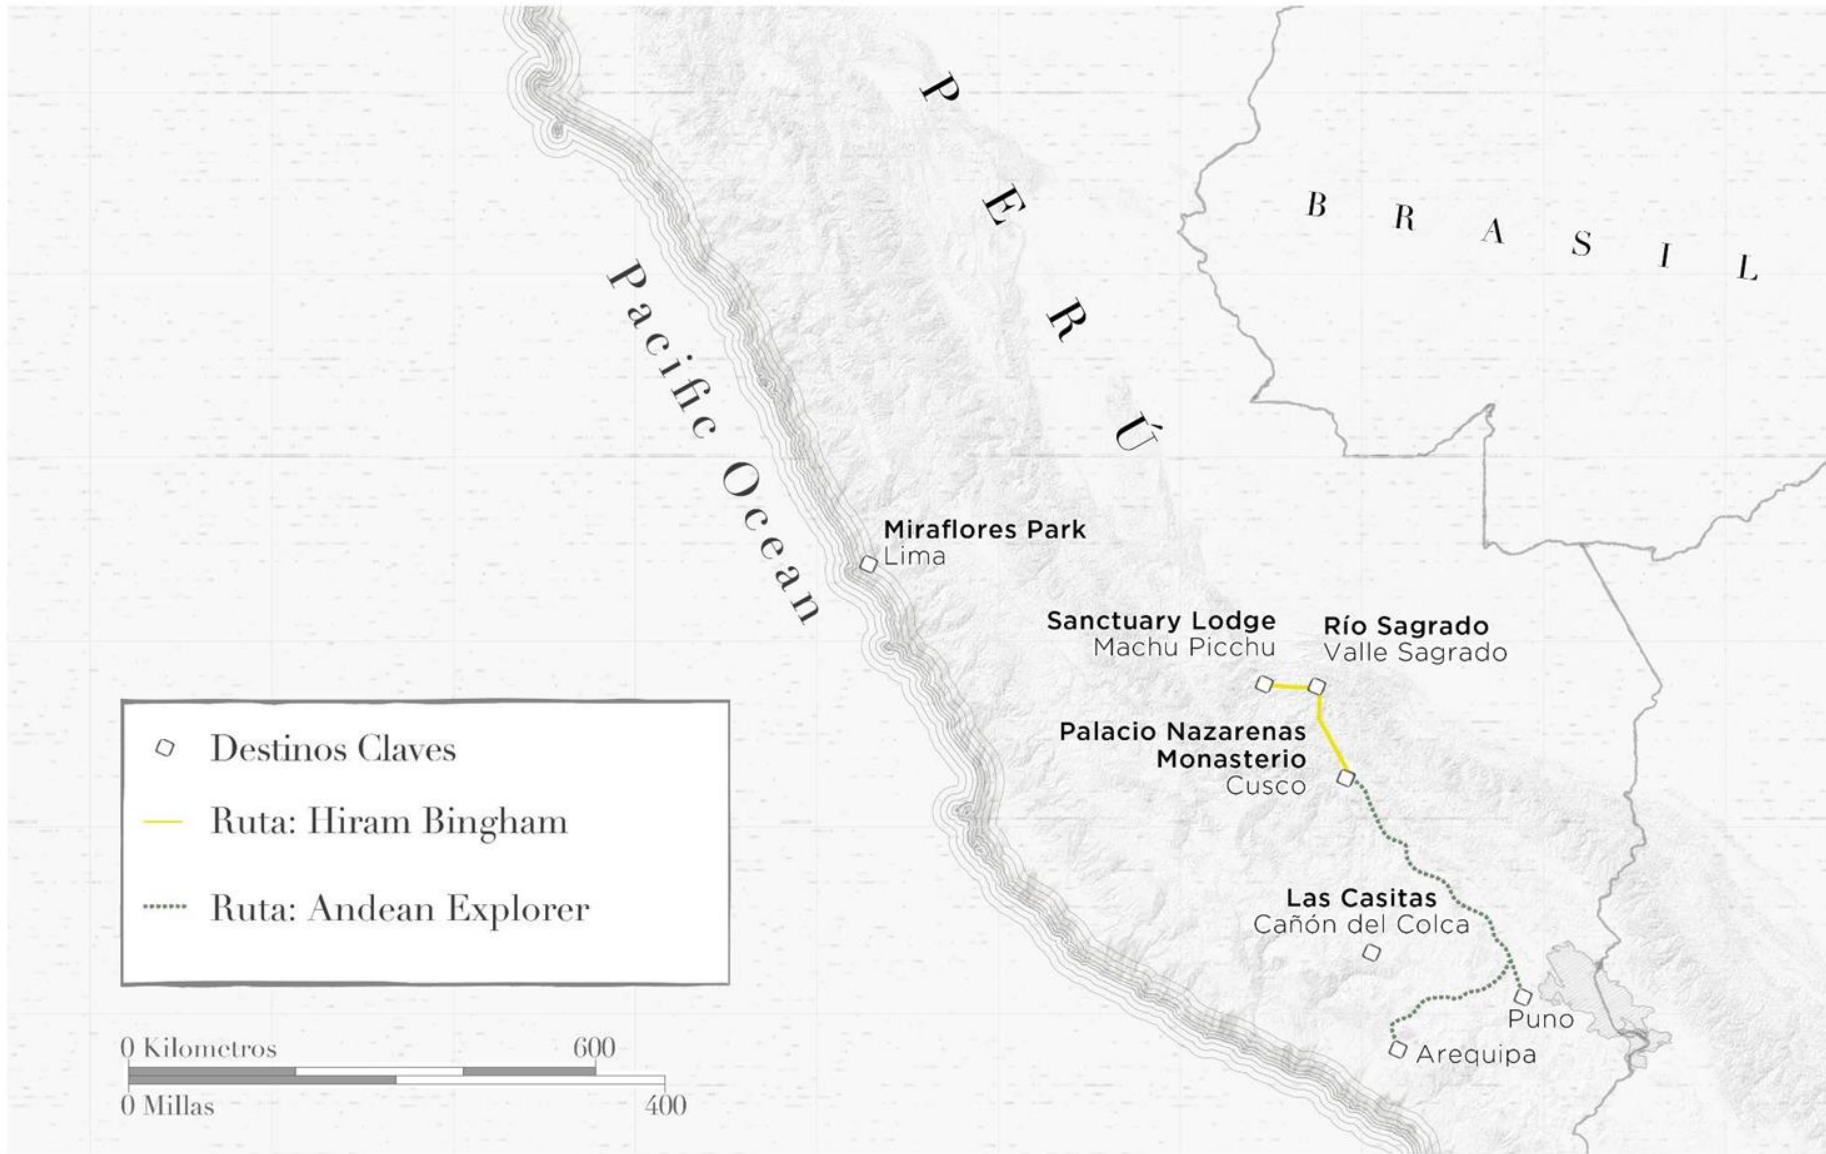 PERÚ
BRASIL
Pacific Ocean
Miraflores Park
Lima
Sanctuary Lodge
Machu Picchu
Río Sagrado
Valle Sagrado
Palacio Nazarenas
Monasterio
Cusco
Las Casitas
Cañón del Colca
Puno
Arequipa
Destinos Claves
Ruta: Hiram Bingham
Ruta: Andean Explorer
0 Kilometros 600
0 Millas 400